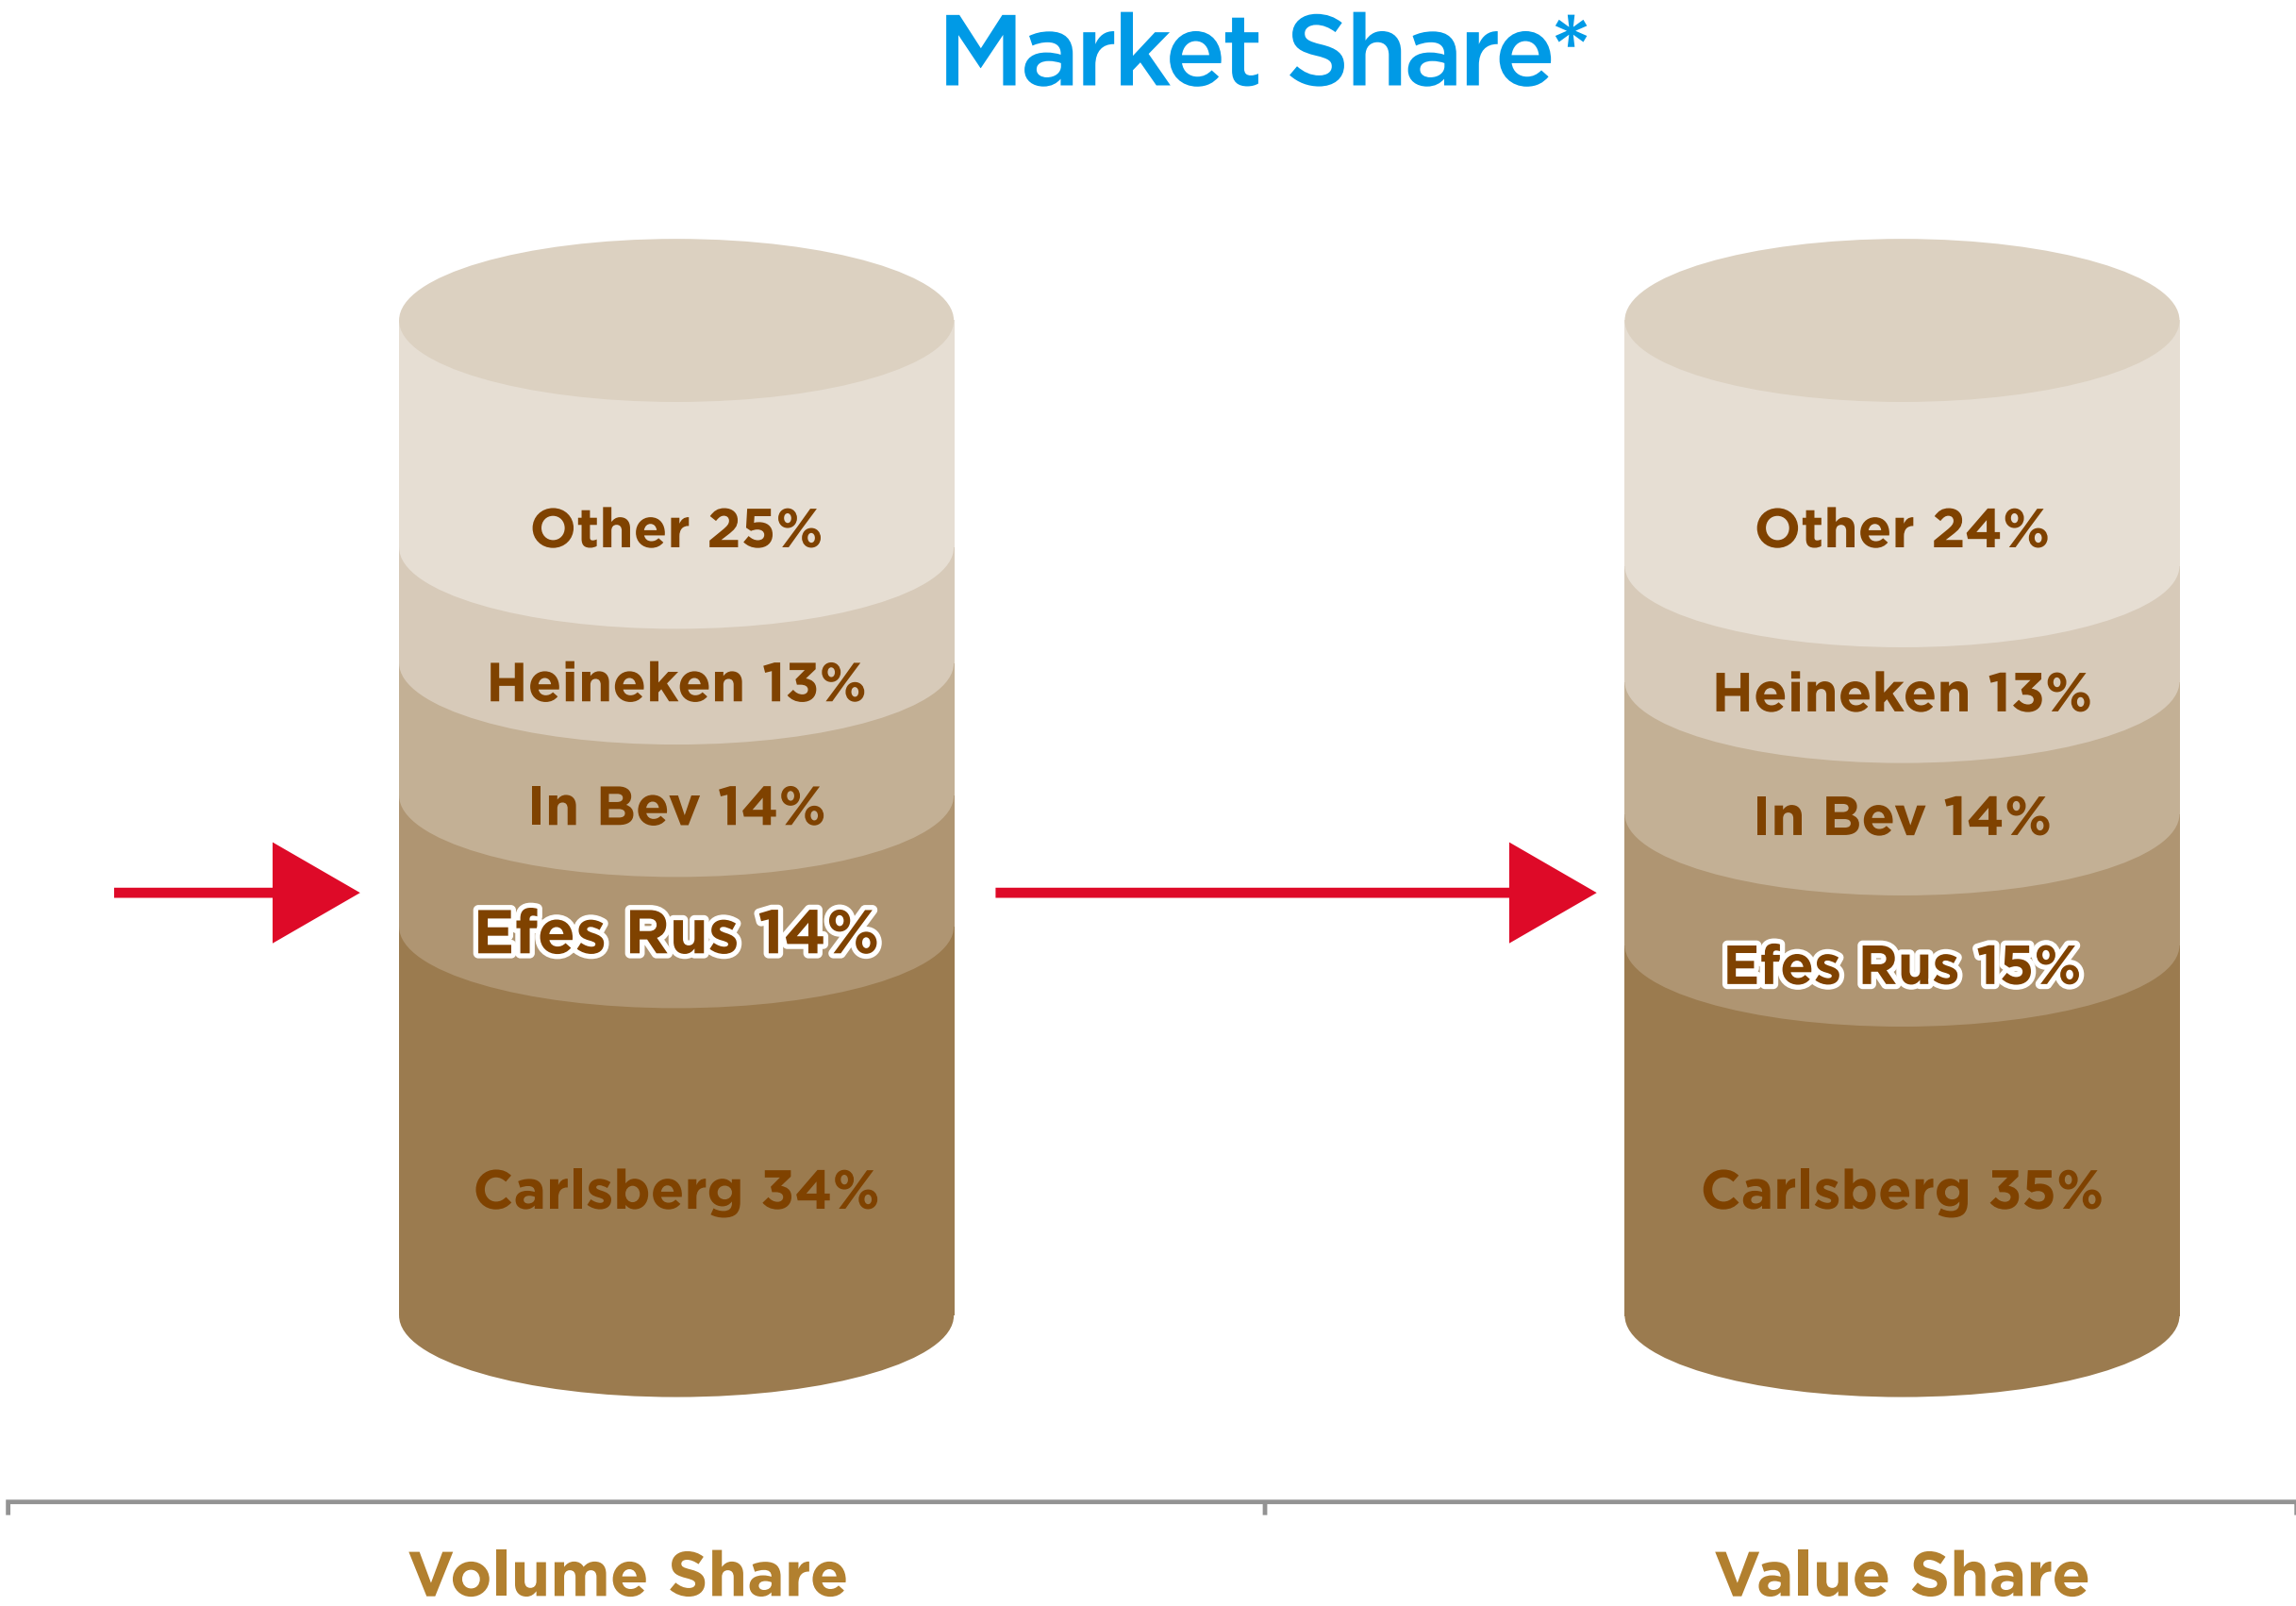 Market Share*
Other 25%
Heineken 13%
In Bev 14%
Efes Rus 14%
Carlsberg 34%
Other 24%
Heineken 13%
In Bev 14%
Efes Rus 15%
Carlsberg 35%
Volume Share
Value Share